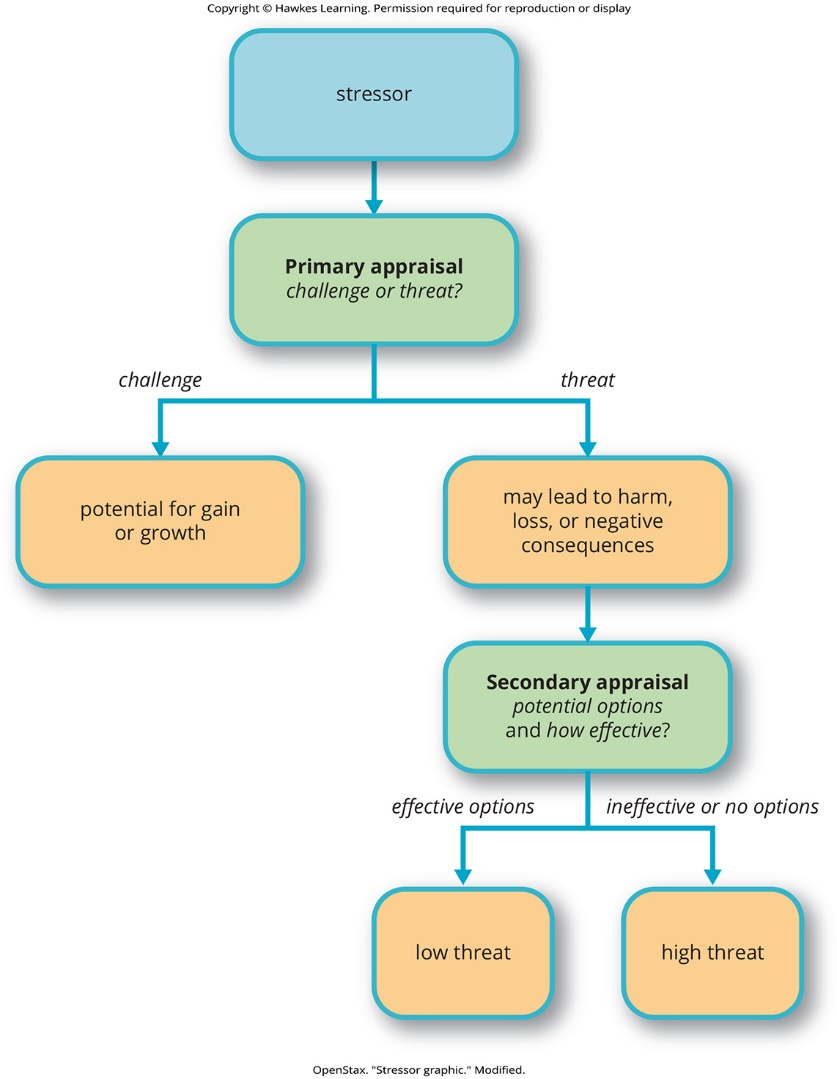 Copyright © Hawkes Learning. Permission required for reproduction or display
stressor
Primary appraisal
challenge or threat?
challenge
threat
potential for gain
or growth
may lead to harm,
loss, or negative
consequences
Secondary appraisal
potential options
and how effective?
effective options
ineffective or no options
low threat
high threat
OpenStax. "Stressor graphic." Modified.